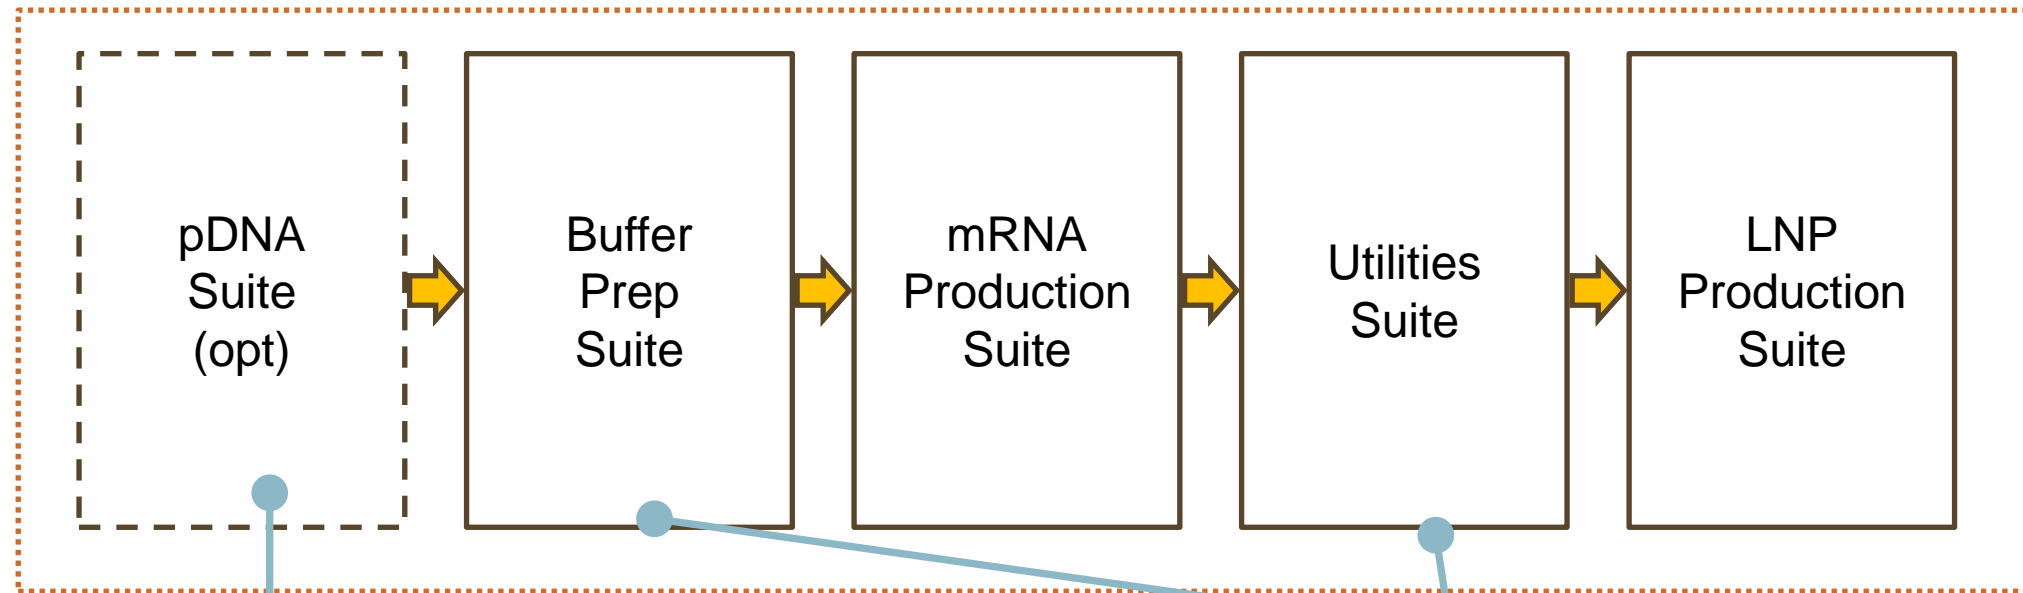 pDNA
Suite
(opt)
Buffer
Prep
Suite
mRNA
Production
Suite
Utilities
Suite
LNP
Production
Suite